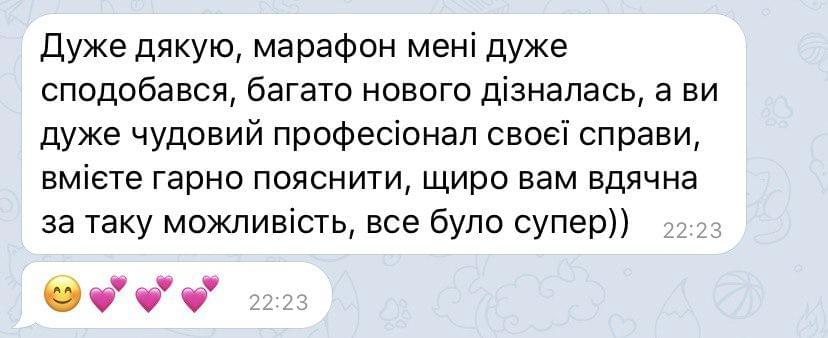 Дуже дякую, марафон мені дуже
сподобався, багато нового дізналась, а ви
дуже чудовий професіонал своєї справи,
вмієте гарно пояснити, щиро вам вдячна
за таку можливість, все було супер)) 22:23
😊💕💕💕 22:23